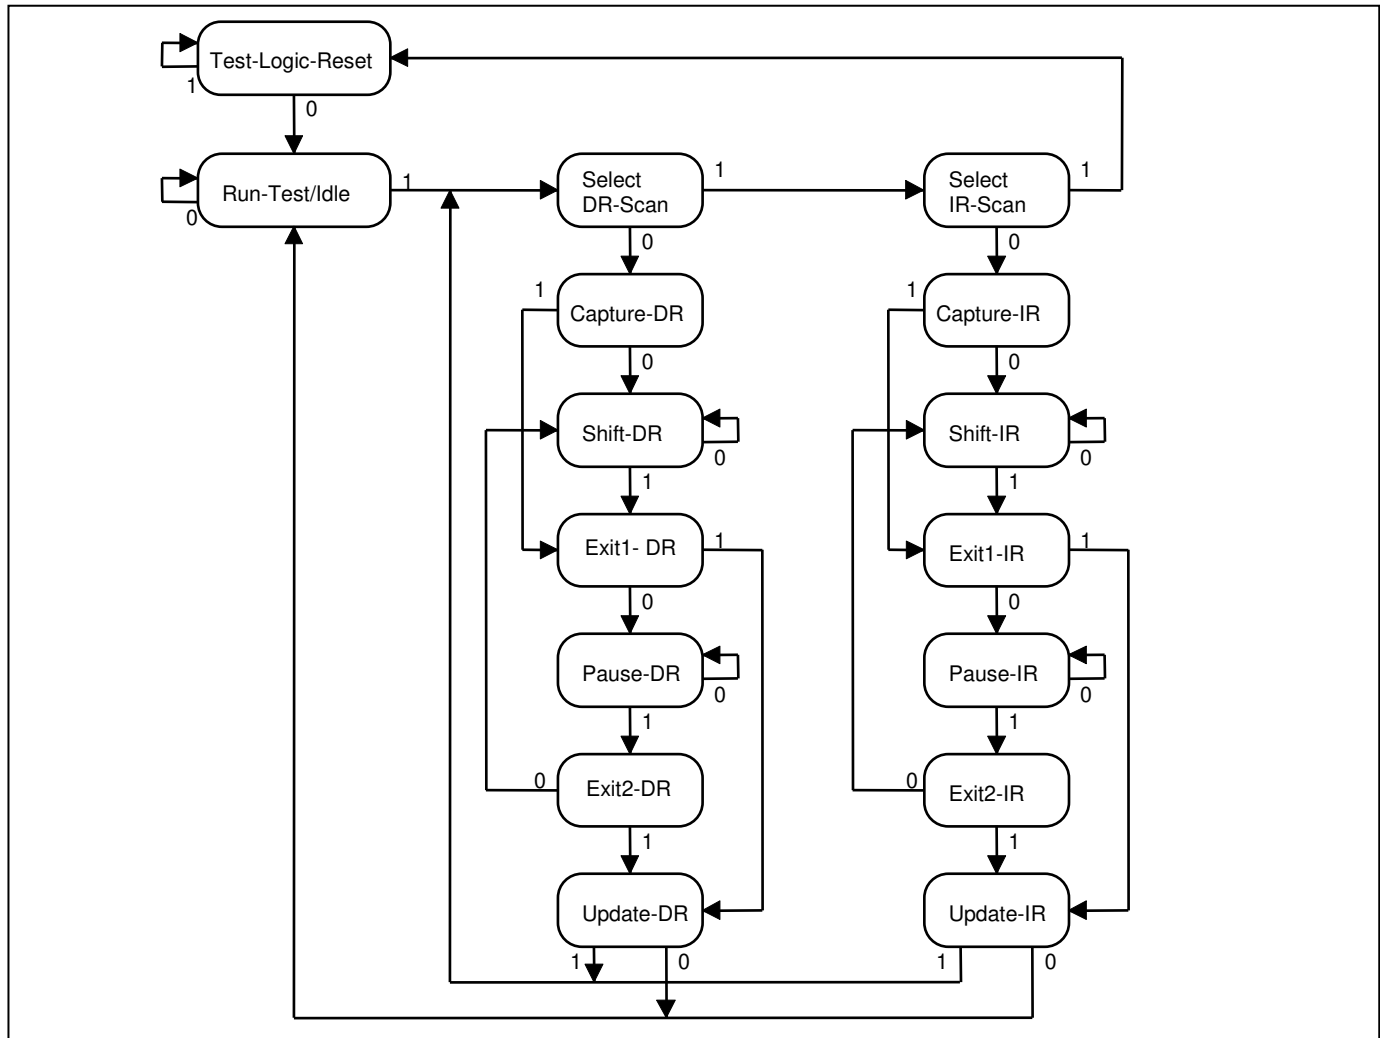 Test-Logic-Reset
1
0
Run-Test/Idle
0
1
Select
DR-Scan
1
Select
IR-Scan
1
0
0
1
Capture-DR
1
Capture-IR
0
0
Shift-DR
0
Shift-IR
0
1
1
Exit1- DR
1
Exit1-IR
1
0
0
Pause-DR
0
Pause-IR
0
1
1
0
Exit2-DR
0
Exit2-IR
1
1
Update-DR
Update-IR
1
0
1
0